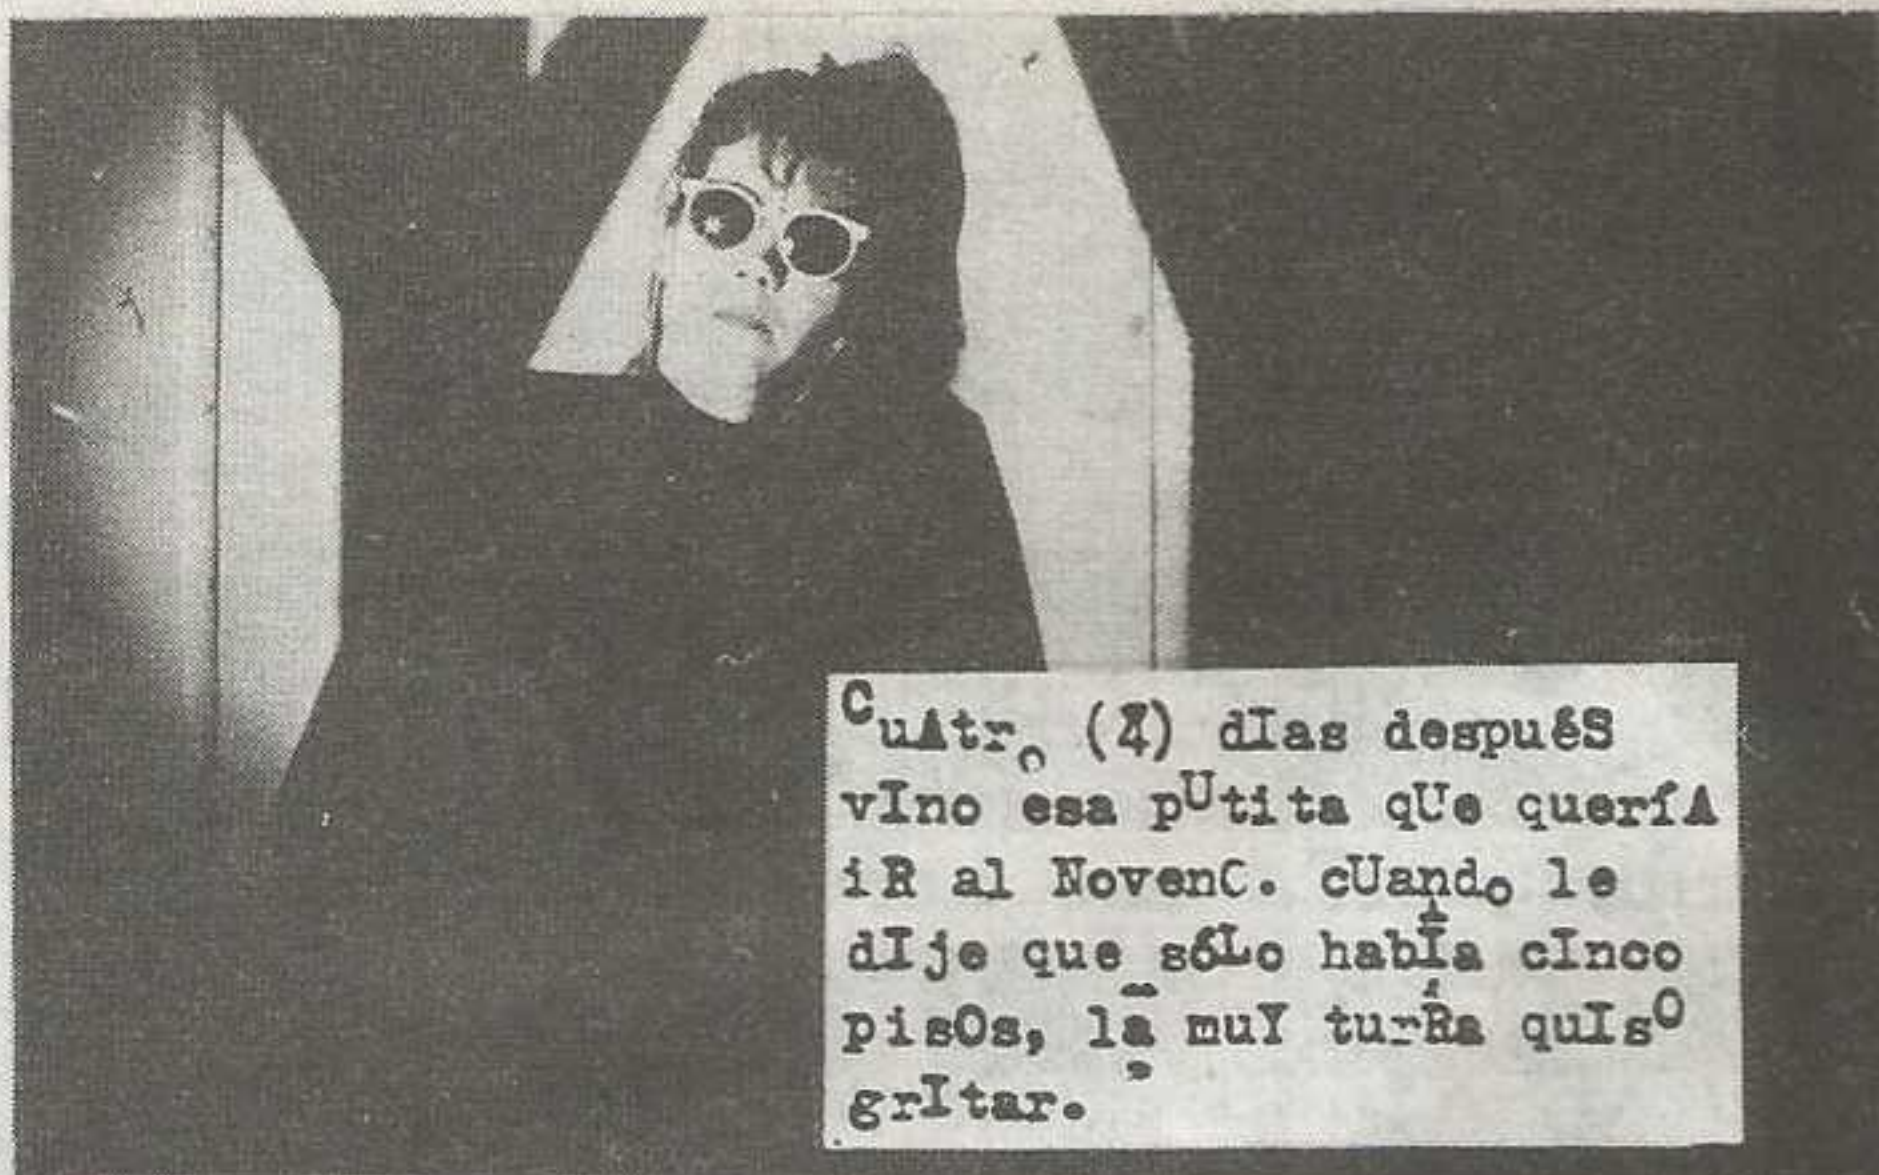 CuAtro (4) dIas despuéS
vIno esa pUtita qUe queríA
iR al NovenC. cUando le
dIje que sóLo habIa cInco
pisOs, la muY turRa quIsO
grItar.